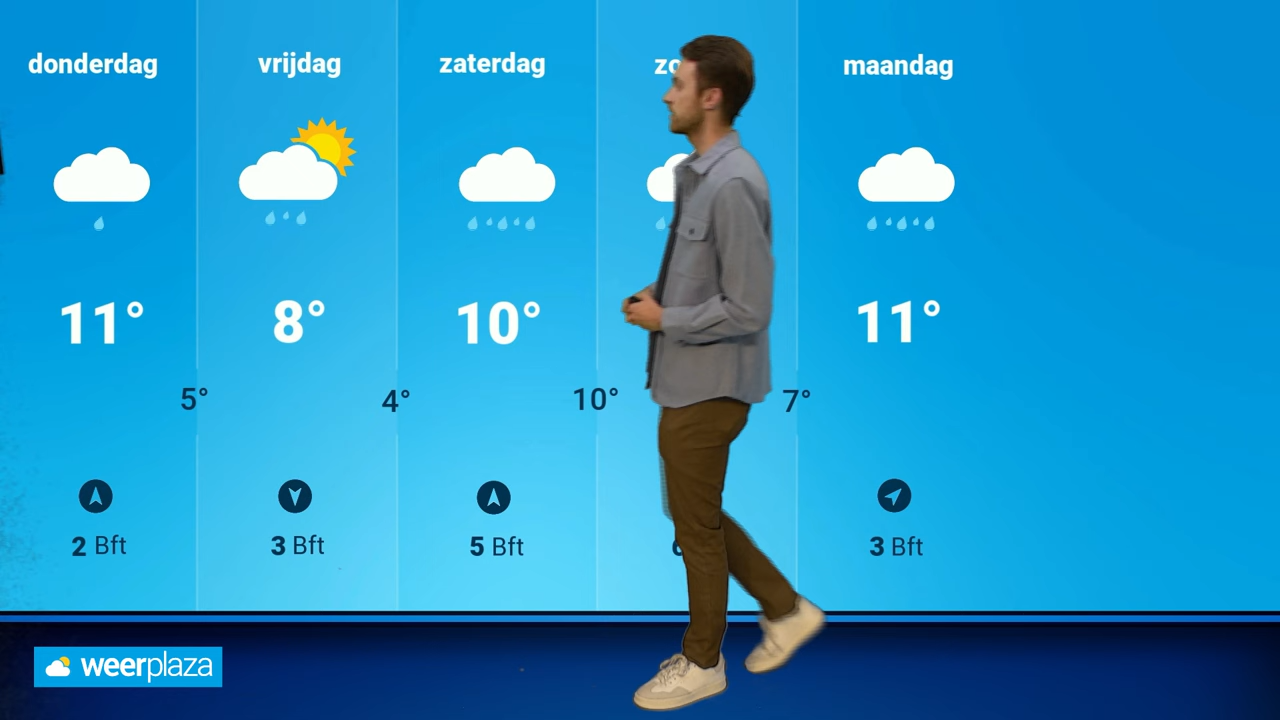 donderdag vrijdag zaterdag zo maandag
11° 8° 10° 11°
5° 4° 10° 7°
2 Bft 3 Bft 5 Bft 3 Bft
weerplaza